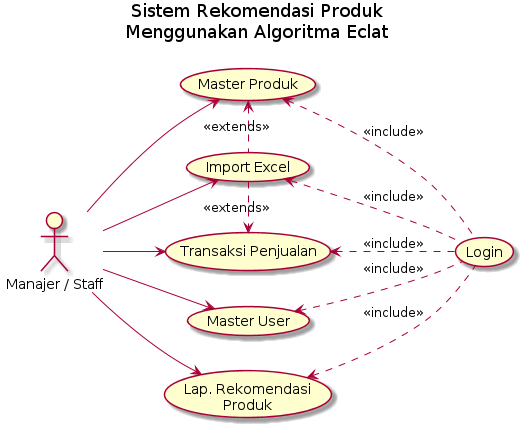 Sistem Rekomendasi Produk
Menggunakan Algoritma Eclat
Master Produk
«include»
«extends»
Import Excel
«include»
«extends»
Transaksi Penjualan
«include»
Login
«include»
Manajer / Staff
Master User
«include»
Lap. Rekomendasi
Produk